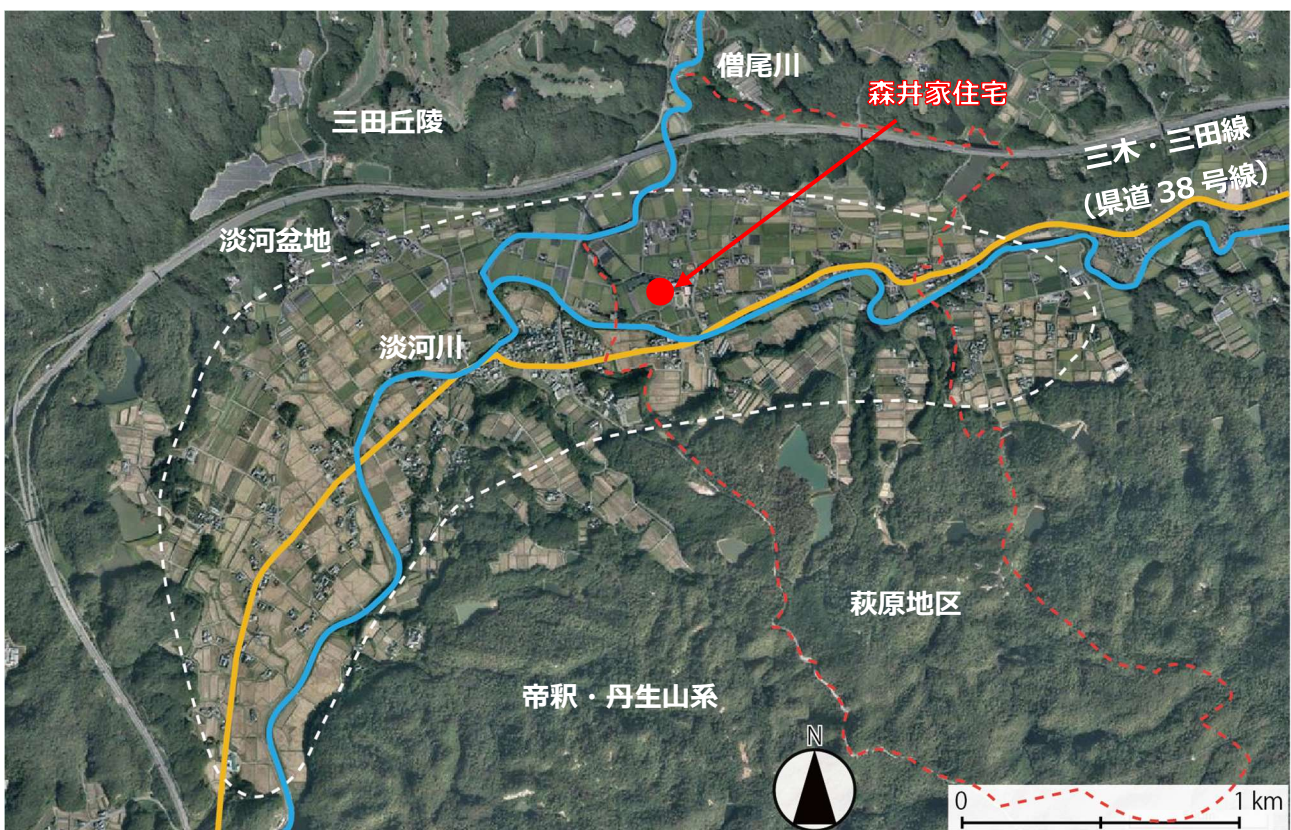 僧尾川
森井家住宅
三田丘陵
三木・三田線
(県道 38 号線)
淡河盆地
淡河川
萩原地区
帝釈・丹生山系
N
0
1 km